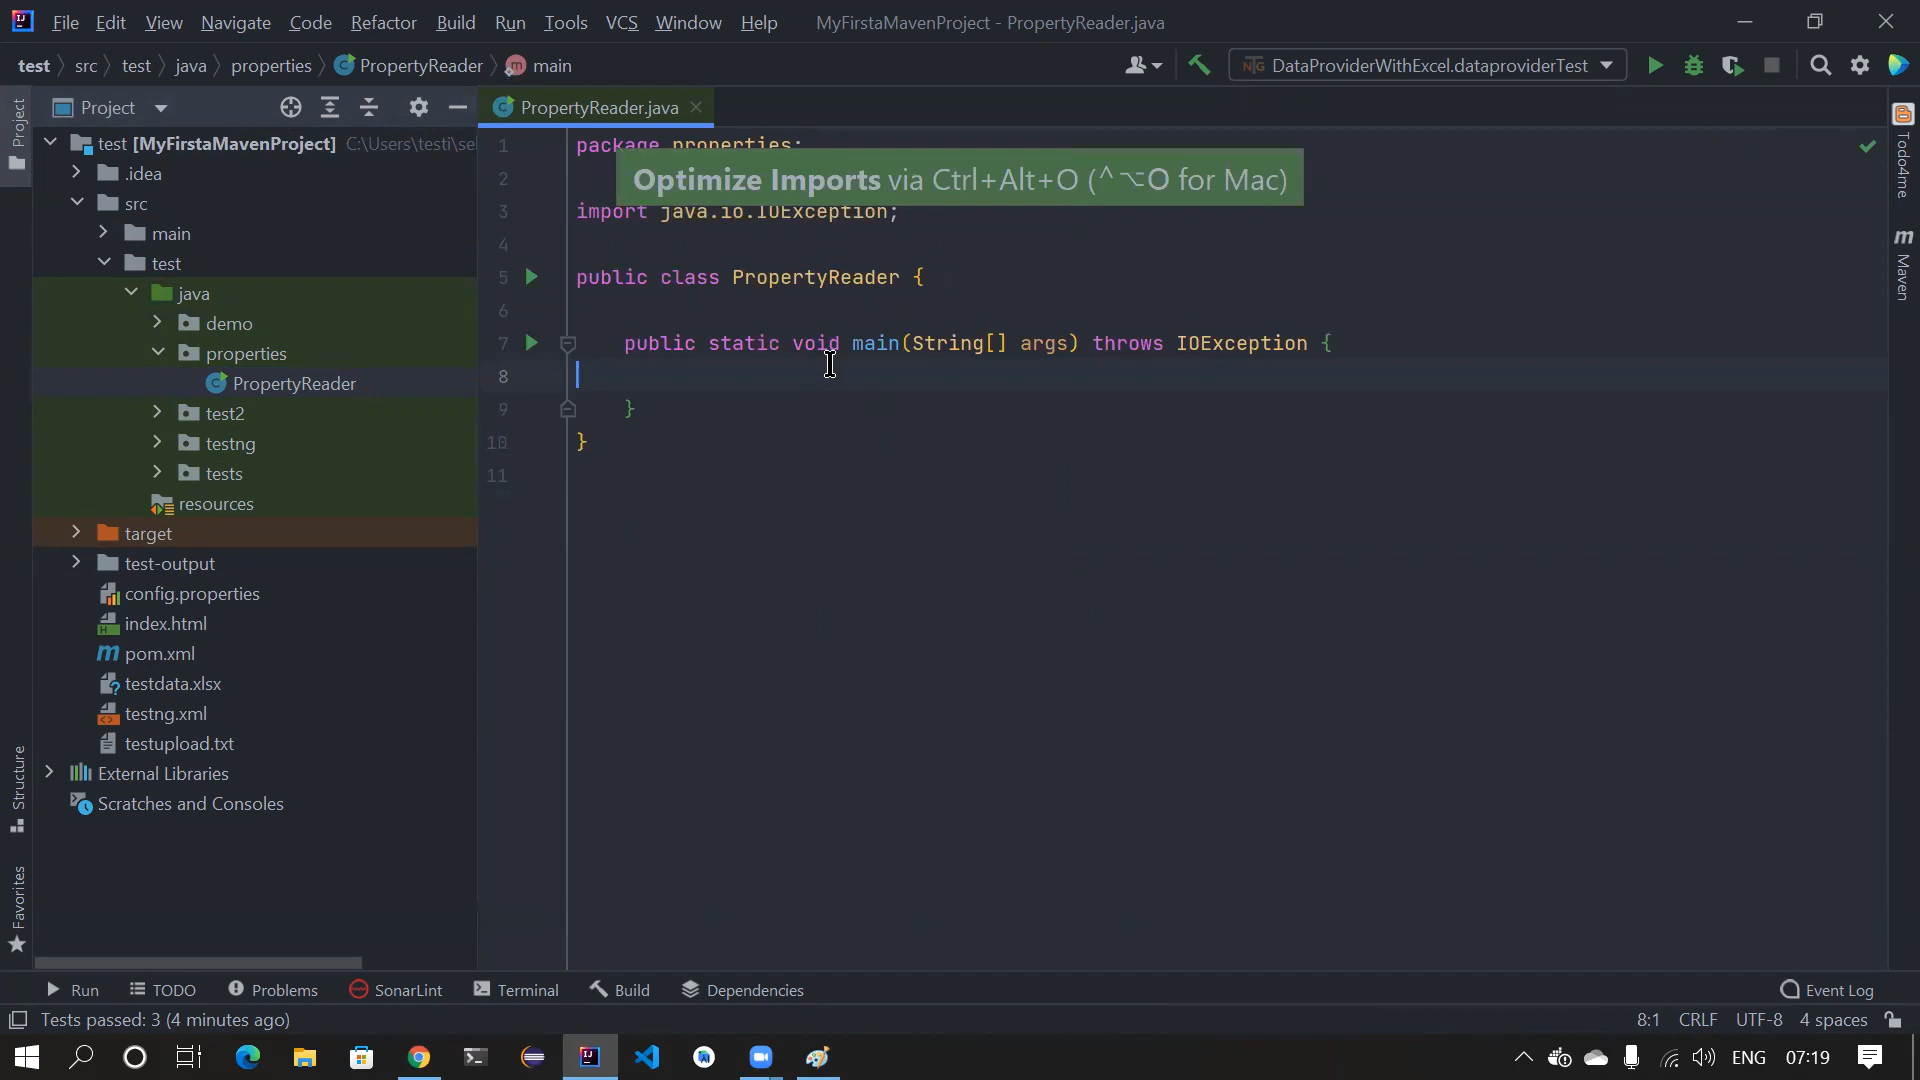 File Edit View Navigate Code Refactor Build Run Tools VCS Window Help MyFirstaMavenProject - PropertyReader.java
test src test java properties PropertyReader main DataProviderWithExcel.dataproviderTest
Project
Project
PropertyReader.java
test [MyFirstaMavenProject] C:\Users\testi\se
.idea
src
main
test
java
demo
properties
PropertyReader
test2
testng
tests
resources
target
test-output
config.properties
index.html
pom.xml
testdata.xlsx
testng.xml
testupload.txt
External Libraries
Scratches and Consoles
Structure
Favorites
1 package properties;
Optimize Imports via Ctrl+Alt+O (^⌥O for Mac)
2
3 import java.io.IOException;
4
5 public class PropertyReader {
6
7 public static void main(String[] args) throws IOException {
8
9 }
10 }
11
Todo4me
m Maven
Run TODO Problems SonarLint Terminal Build Dependencies Event Log
Tests passed: 3 (4 minutes ago) 8:1 CRLF UTF-8 4 spaces
ENG 07:19